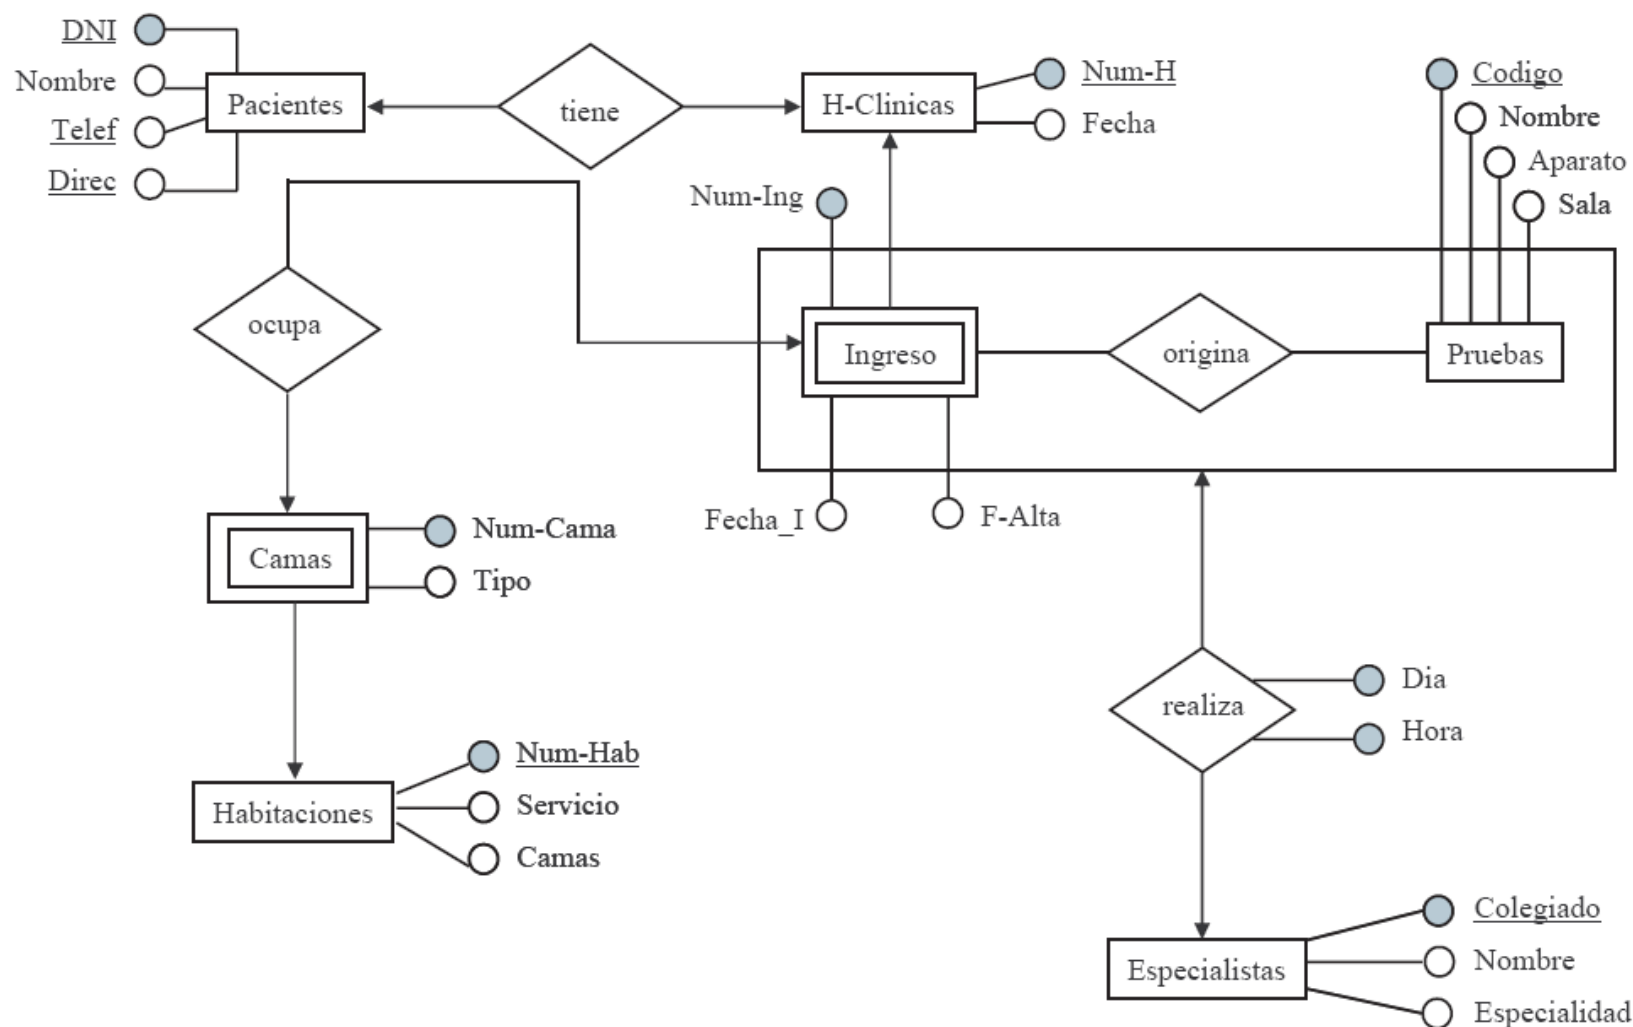 DNI
Nombre
Telef
Direc
Pacientes
tiene
H-Clinicas
Num-H
Fecha
Codigo
Nombre
Aparato
Sala
Num-Ing
ocupa
Ingreso
origina
Pruebas
Fecha_I
F-Alta
Camas
Num-Cama
Tipo
realiza
Dia
Hora
Habitaciones
Num-Hab
Servicio
Camas
Especialistas
Colegiado
Nombre
Especialidad